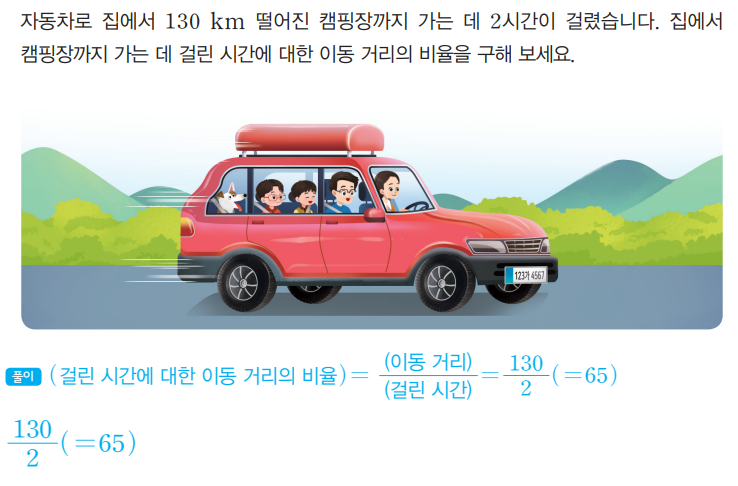 자동차로 집에서 130 km 떨어진 캠핑장까지 가는 데 2시간이 걸렸습니다. 집에서
캠핑장까지 가는 데 걸린 시간에 대한 이동 거리의 비율을 구해 보세요.
123가 4567
풀이 (걸린 시간에 대한 이동 거리의 비율)= (이동 거리)/(걸린 시간) = 130/2 (=65)
130/2 (=65)